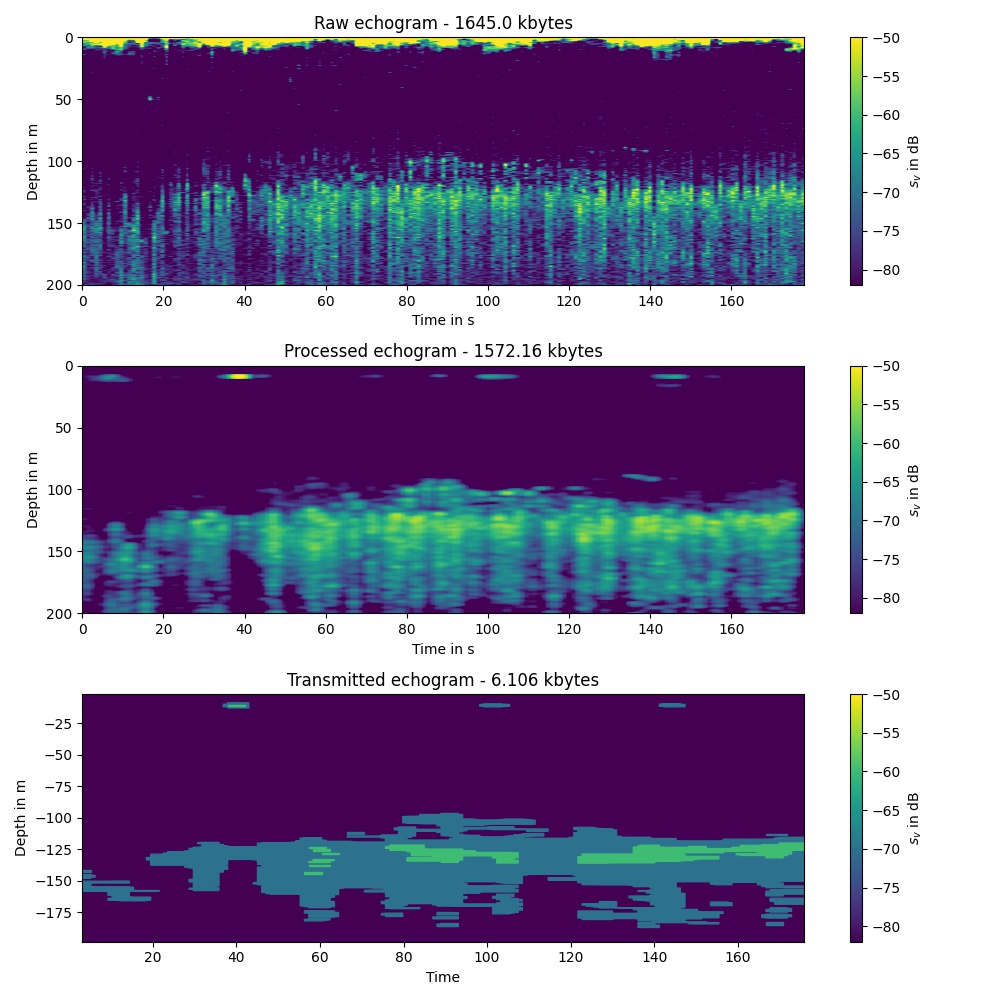 Raw echogram - 1645.0 kbytes
0
50
100
150
200
Depth in m
0 20 40 60 80 100 120 140 160
Time in s
−50
−55
−60
−65
−70
−75
−80
sv in dB
Processed echogram - 1572.16 kbytes
0
50
100
150
200
Depth in m
0 20 40 60 80 100 120 140 160
Time in s
−50
−55
−60
−65
−70
−75
−80
sv in dB
Transmitted echogram - 6.106 kbytes
−25
−50
−75
−100
−125
−150
−175
Depth in m
20 40 60 80 100 120 140 160
Time
−50
−55
−60
−65
−70
−75
−80
sv in dB